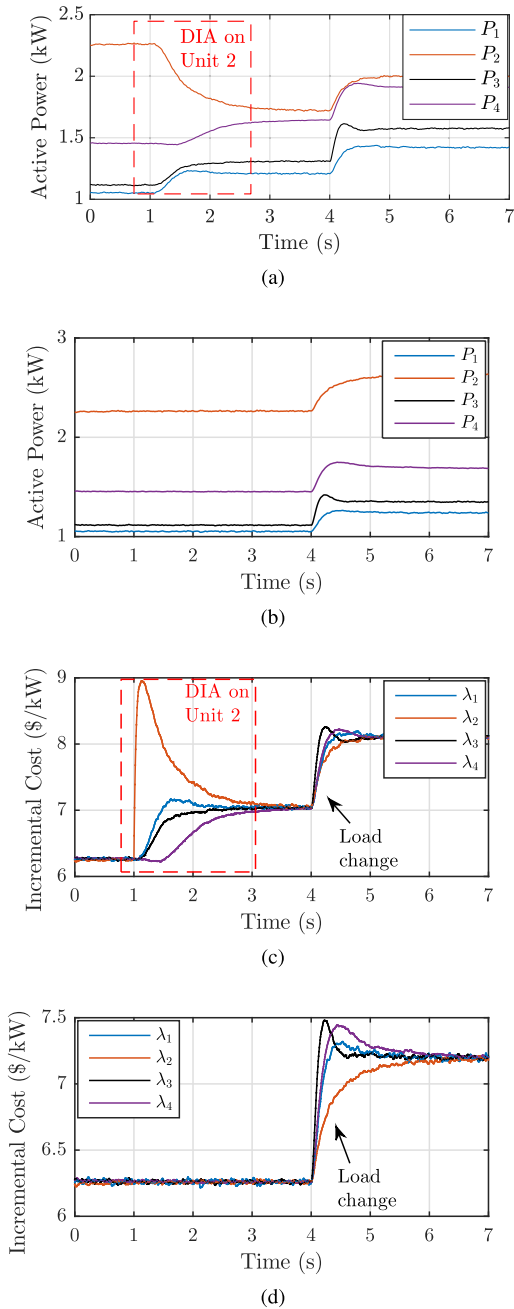 2.5
2
1.5
1
Active Power (kW)
DIA on
Unit 2
P1
P2
P3
P4
0 1 2 3 4 5 6 7
Time (s)
(a)
3
2
1
Active Power (kW)
P1
P2
P3
P4
0 1 2 3 4 5 6 7
Time (s)
(b)
9
8
7
6
Incremental Cost ($/kW)
DIA on
Unit 2
λ1
λ2
λ3
λ4
Load
change
0 1 2 3 4 5 6 7
Time (s)
(c)
7.5
7
6.5
6
Incremental Cost ($/kW)
λ1
λ2
λ3
λ4
Load
change
0 1 2 3 4 5 6 7
Time (s)
(d)